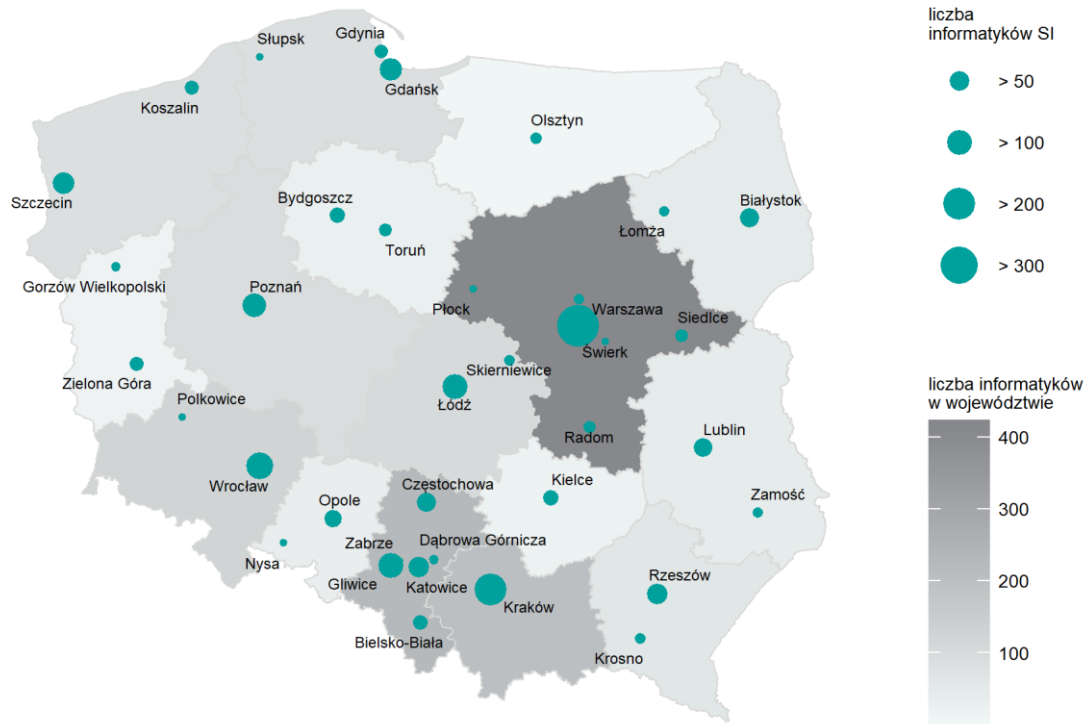 Słupsk
Gdynia
Gdańsk
Koszalin
Olsztyn
Szczecin
Bydgoszcz
Toruń
Łomża
Białystok
Gorzów Wielkopolski
Poznań
Płock
Warszawa
Siedlce
Świerk
Zielona Góra
Skierniewice
Łódź
Polkowice
Radom
Lublin
Wrocław
Częstochowa
Kielce
Opole
Zamość
Nysa
Zabrze
Dąbrowa Górnicza
Gliwice
Katowice
Kraków
Rzeszów
Bielsko-Biała
Krosno
liczba
informatyków SI
> 50
> 100
> 200
> 300
liczba informatyków
w województwie
400
300
200
100